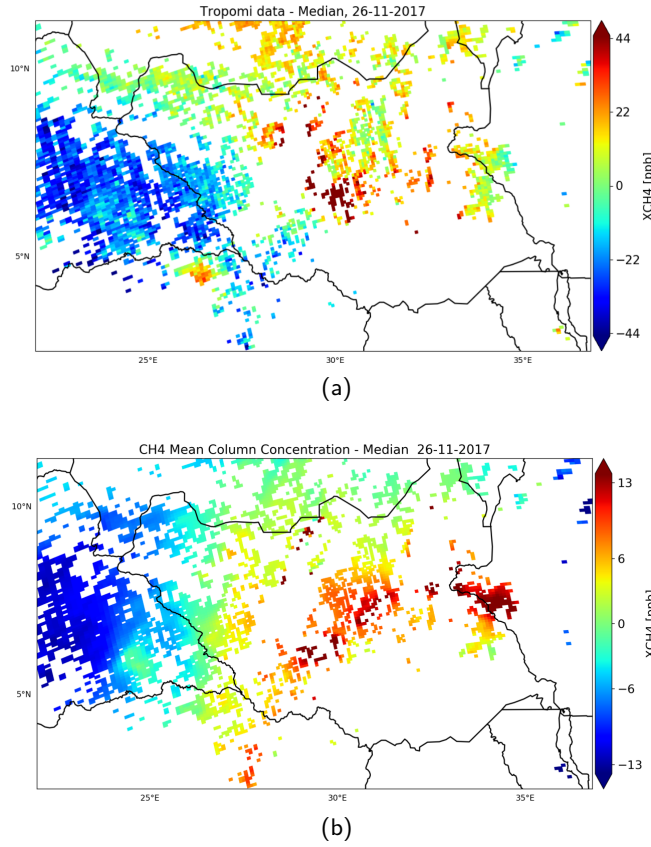 Tropomi data - Median, 26-11-2017
10°N
5°N
25°E
30°E
35°E
44
22
0
−22
−44
XCH4 [ppb]
(a)
CH4 Mean Column Concentration - Median  26-11-2017
10°N
5°N
25°E
30°E
35°E
13
6
0
−6
−13
XCH4 [ppb]
(b)